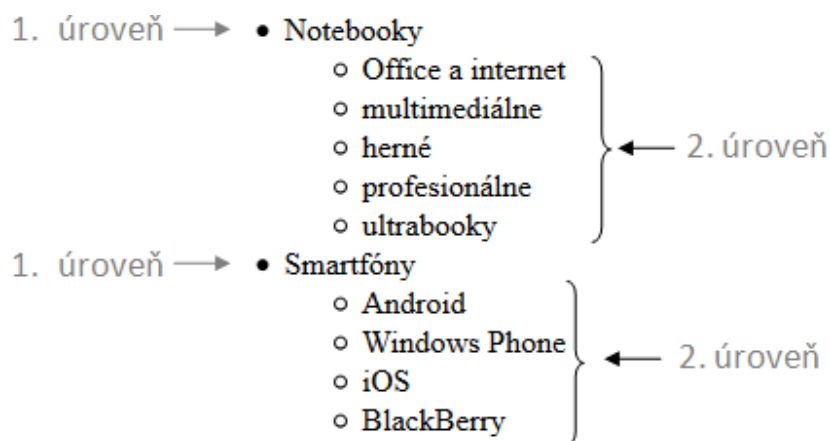 1. úroveň • Notebooky
○ Office a internet
○ multimediálne
○ herné
2. úroveň
○ profesionálne
○ ultrabooky
1. úroveň • Smartfóny
○ Android
○ Windows Phone
2. úroveň
○ iOS
○ BlackBerry